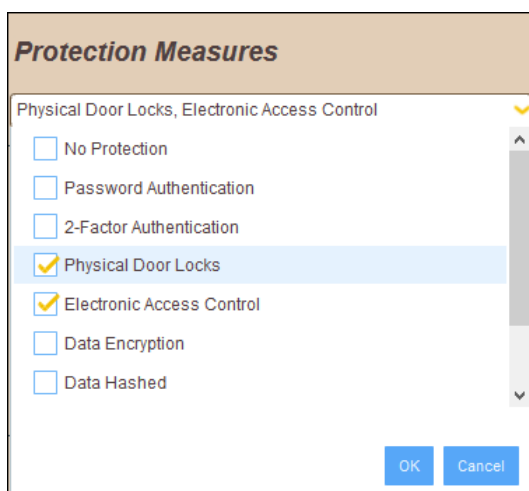 Protection Measures
Physical Door Locks, Electronic Access Control
No Protection
Password Authentication
2-Factor Authentication
Physical Door Locks
Electronic Access Control
Data Encryption
Data Hashed
OK Cancel